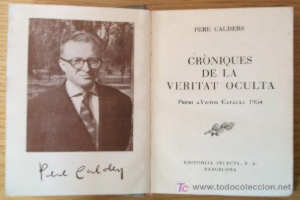 Pere Calders
PERE CALDERS
CRÒNIQUES
DE LA
VERITAT OCULTA
Premi «Víctor Català» 1954
EDITORIAL SELECTA, S. A.
BARCELONA
www.todocoleccion.net